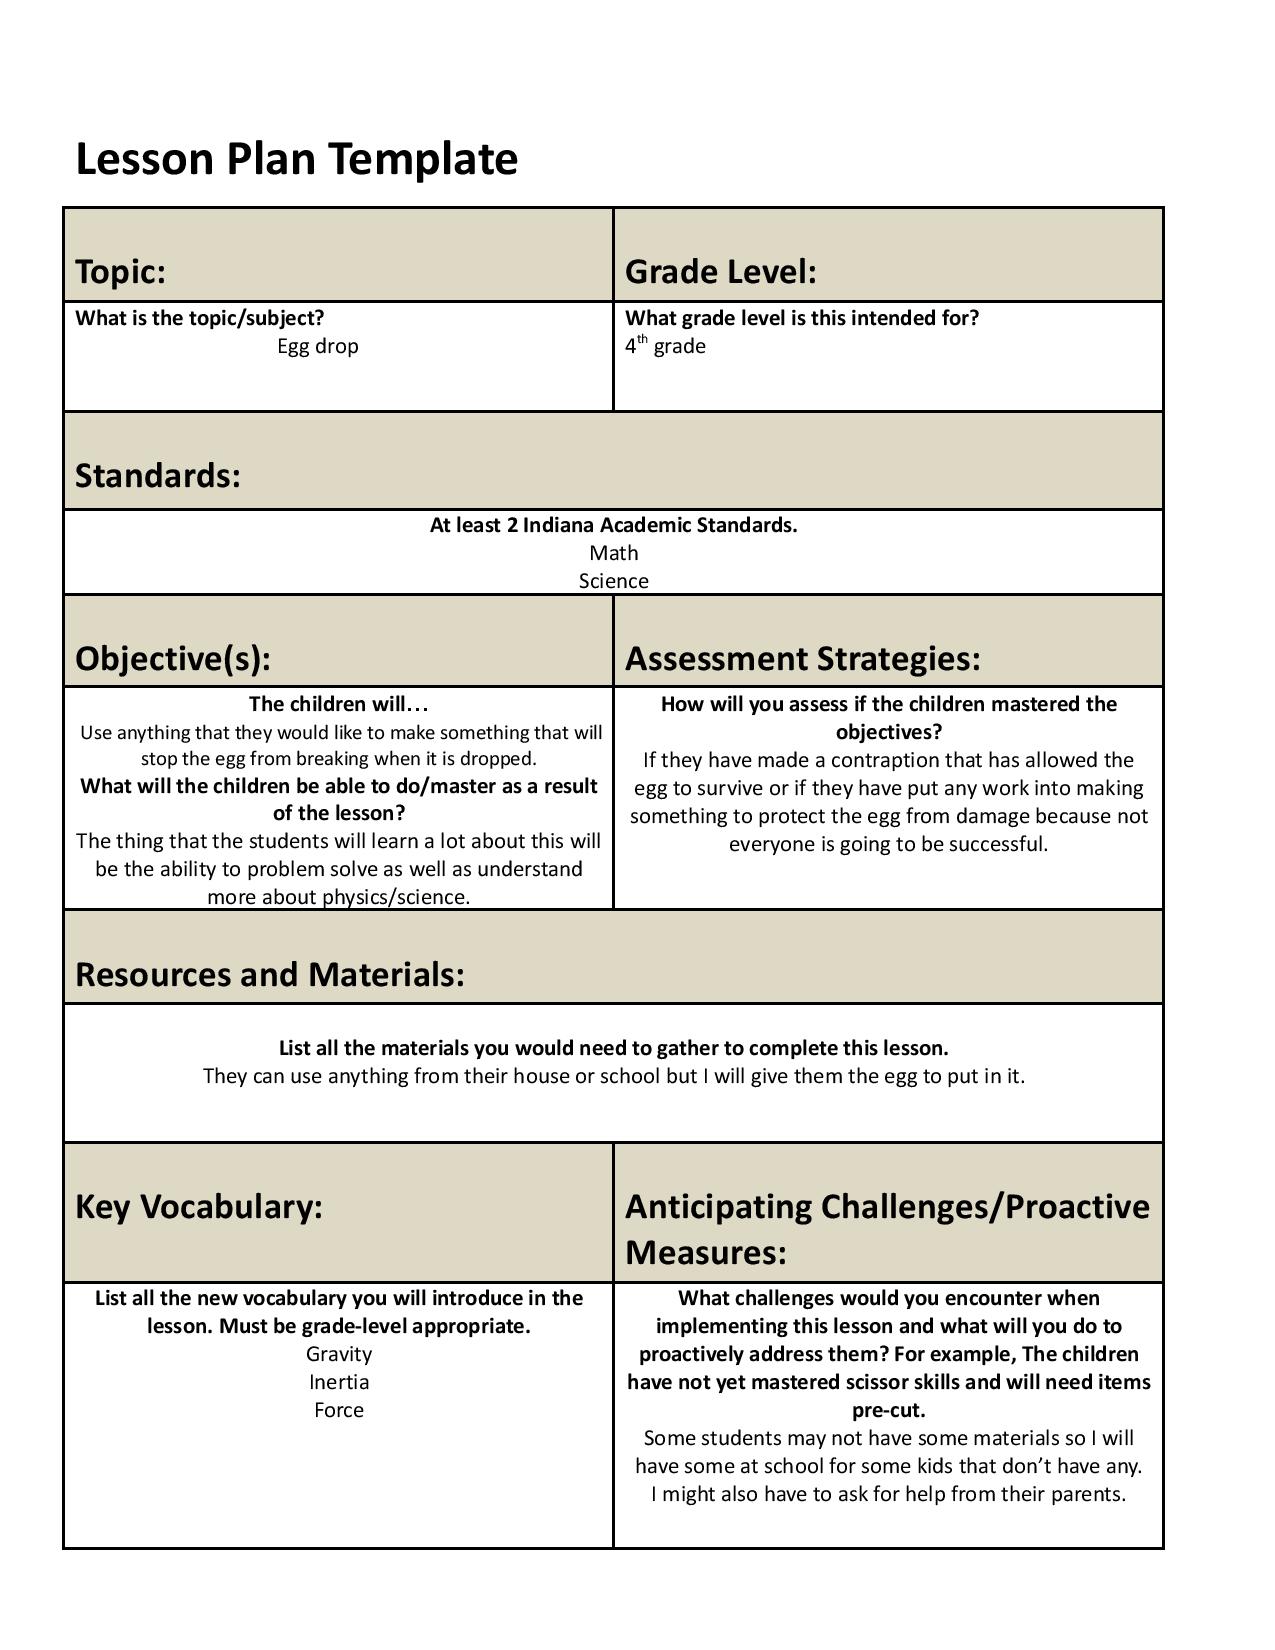 Lesson Plan Template
Topic:
Grade Level:
What is the topic/subject?
Egg drop
What grade level is this intended for?
4th grade
Standards:
At least 2 Indiana Academic Standards.
Math
Science
Objective(s):
Assessment Strategies:
The children will…
Use anything that they would like to make something that will
stop the egg from breaking when it is dropped.
What will the children be able to do/master as a result
of the lesson?
The thing that the students will learn a lot about this will
be the ability to problem solve as well as understand
more about physics/science.
How will you assess if the children mastered the
objectives?
If they have made a contraption that has allowed the
egg to survive or if they have put any work into making
something to protect the egg from damage because not
everyone is going to be successful.
Resources and Materials:
List all the materials you would need to gather to complete this lesson.
They can use anything from their house or school but I will give them the egg to put in it.
Key Vocabulary:
Anticipating Challenges/Proactive
Measures:
List all the new vocabulary you will introduce in the
lesson. Must be grade-level appropriate.
Gravity
Inertia
Force
What challenges would you encounter when
implementing this lesson and what will you do to
proactively address them? For example, The children
have not yet mastered scissor skills and will need items
pre-cut.
Some students may not have some materials so I will
have some at school for some kids that don’t have any.
I might also have to ask for help from their parents.